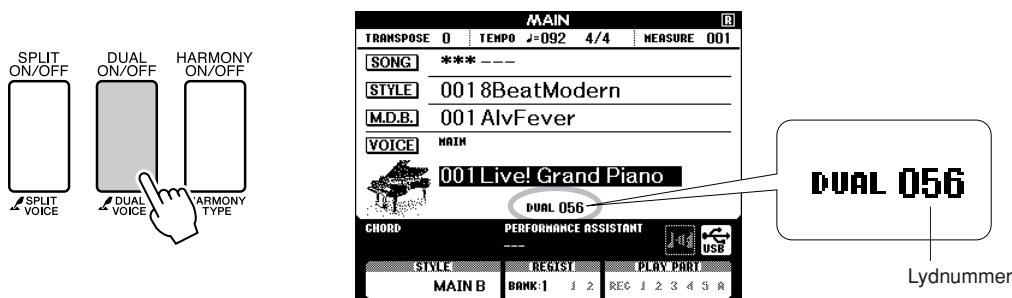 SPLIT
ON/OFF
DUAL
ON/OFF
HARMONY
ON/OFF
SPLIT
VOICE
DUAL
VOICE
ARMONY
TYPE
MAIN R
TRANSPOSE 0 TEMPO ♩=092 4/4 MEASURE 001
SONG *** ---
STYLE 001 8BeatModern
M.D.B. 001 AlvFever
VOICE MAIN
001 Live! Grand Piano
DUAL 056
CHORD PERFORMANCE ASSISTANT
---
USB
STYLE REGIST PLAY PART
MAIN B BANK:1 1 2 REC 1 2 3 4 5 A
DUAL 056
Lydnummer